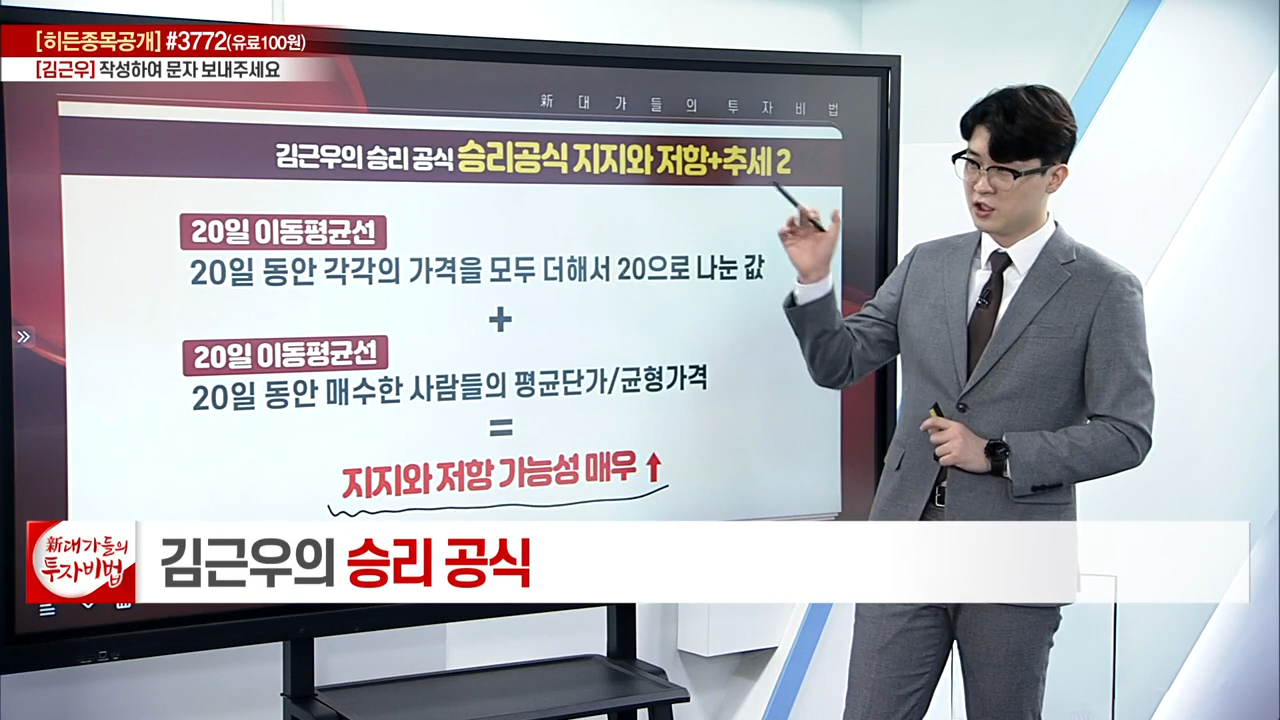 [히든종목공개] #3772(유료100원)
[김근우] 작성하여 문자 보내주세요
新 대 가 들 의 투 자 비 법
김근우의 승리 공식 승리공식 지지와 저항+추세 2
20일 이동평균선
20일 동안 각각의 가격을 모두 더해서 20으로 나눈 값
+
20일 이동평균선
20일 동안 매수한 사람들의 평균단가/균형가격
=
지지와 저항 가능성 매우 ↑
新대가들의
투자비법
김근우의 승리 공식